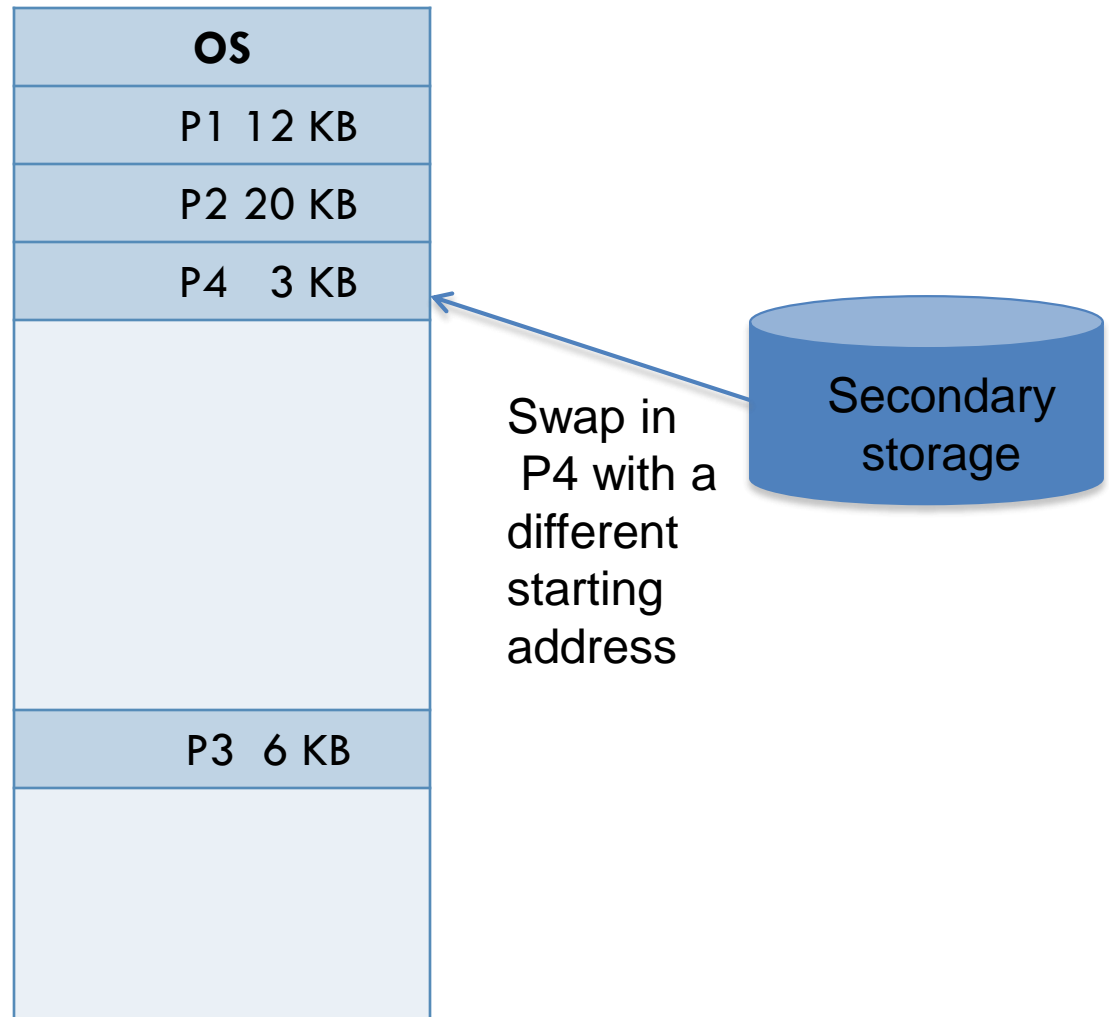 OS
P1 12 KB
P2 20 KB
P4 3 KB
Swap in
P4 with a
different
starting
address
Secondary
storage
P3 6 KB